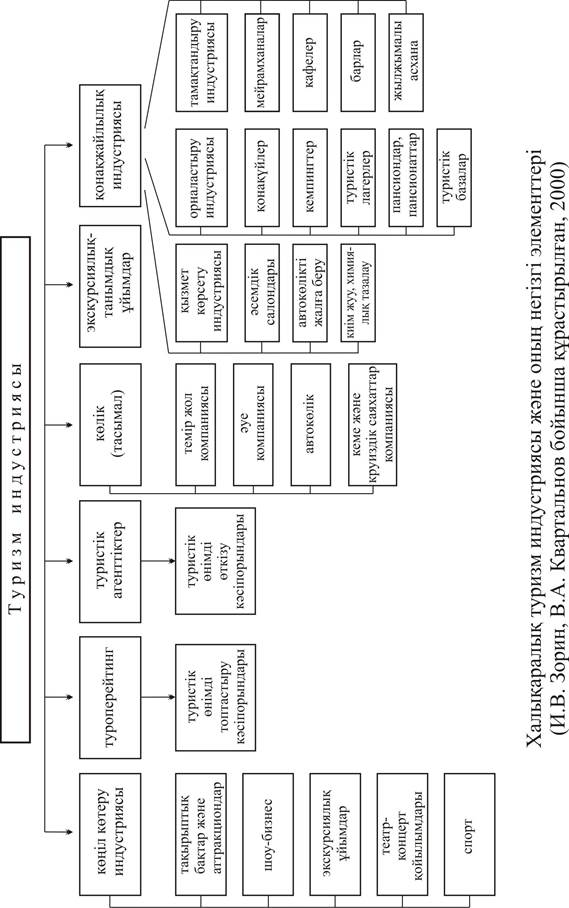 Туризм индустриясы
көңіл көтеру
индустриясы
туроперейтинг
туристік
агенттіктер
көлік
(тасымал)
экскурсиялық-
танымдық
ұйымдар
қонақжайлылық
индустриясы
тақырыптық
бақтар және
аттракциондар
шоу-бизнес
экскурсиялық
ұйымдар
театр-
концерт
қойылымдары
спорт
туристік
өнімді
топтастыру
кәсіпорындары
туристік
өнімді
өткізу
кәсіпорындары
темір жол
компаниясы
әуе
компаниясы
автокөлік
кеме және
круиздік саяхаттар
компаниясы
қызмет
көрсету
индустриясы
әсемдік
салондары
автокөлікті
жалға беру
киім жуу, химия-
лық тазалау
орналастыру
индустриясы
қонақүйлер
кемпингтер
туристік
лагерлер
пансиондар,
пансионаттар
туристік
базалар
тамақтандыру
индустриясы
мейрамханалар
кафелер
барлар
жылжымалы
асхана
Халықаралық туризм индустриясы және оның негізгі элементтері
(И.В. Зорин, В.А. Квартальнов бойынша құрастырылған, 2000)